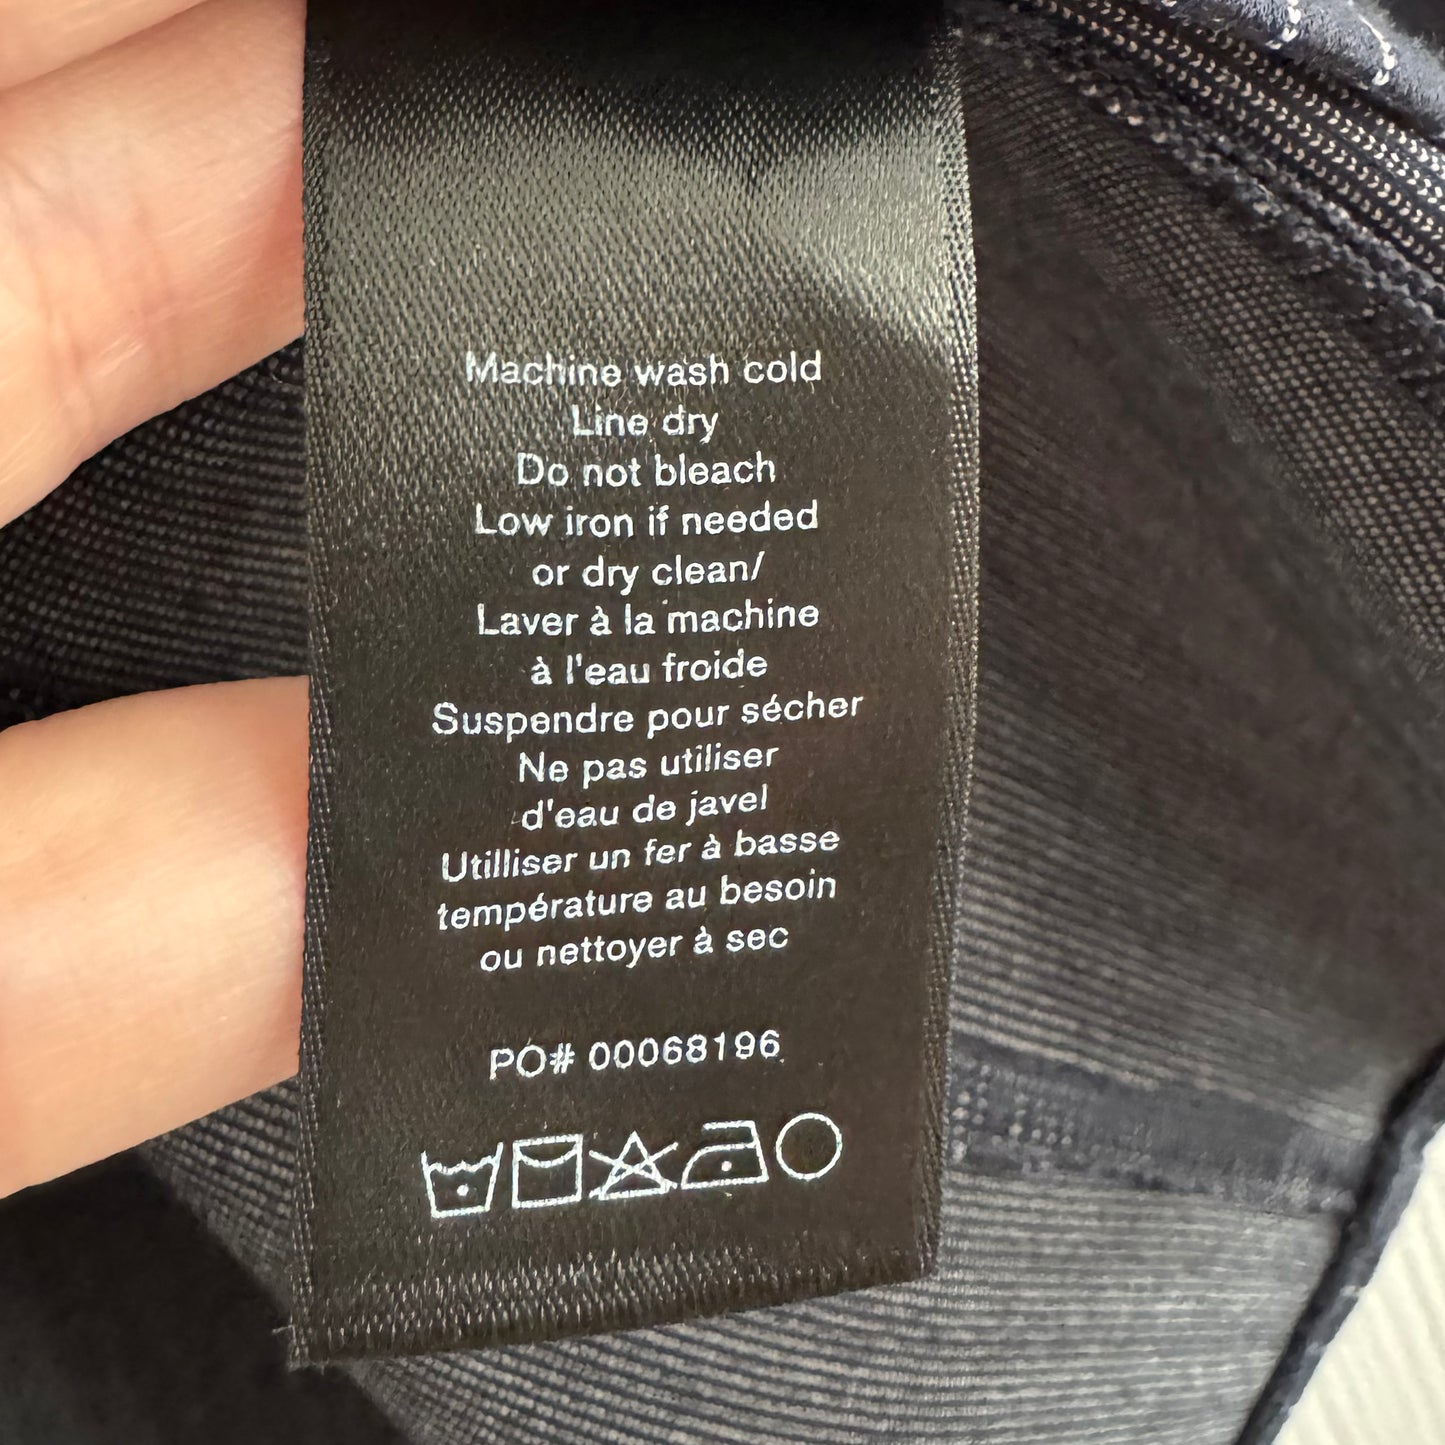 Machine wash cold
Line dry
Do not bleach
Low iron if needed
or dry clean/
Laver à la machine
à l'eau froide
Suspendre pour sécher
Ne pas utiliser
d'eau de javel
Utilliser un fer à basse
température au besoin
ou nettoyer à sec
PO# 00068196